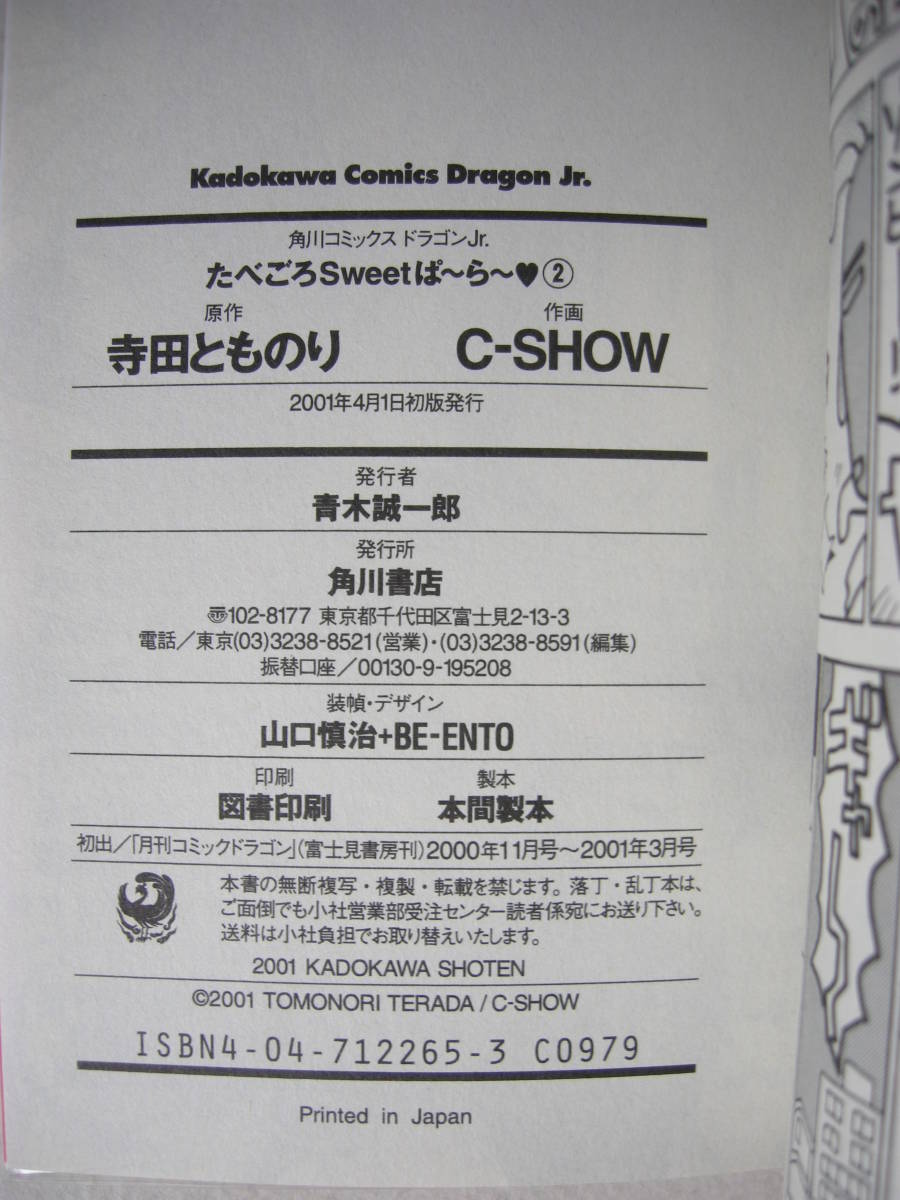 Kadokawa Comics Dragon Jr.
角川コミックス ドラゴンJr.
たべごろSweetぱ〜ら〜♥②
原作 作画
寺田とものり C-SHOW
2001年4月1日初版発行
発行者
青木誠一郎
発行所
角川書店
〠102-8177 東京都千代田区富士見2-13-3
電話／東京(03)3238-8521(営業)・(03)3238-8591(編集)
振替口座／00130-9-195208
装幀・デザイン
山口慎治+BE-ENTO
印刷 製本
図書印刷 本間製本
初出／「月刊コミックドラゴン」(富士見書房刊)2000年11月号〜2001年3月号
本書の無断複写・複製・転載を禁じます。落丁・乱丁本は、
ご面倒でも小社営業部受注センター読者係宛にお送り下さい。
送料は小社負担でお取り替えいたします。
2001 KADOKAWA SHOTEN
©2001 TOMONORI TERADA / C-SHOW
ISBN4-04-712265-3 C0979
Printed in Japan